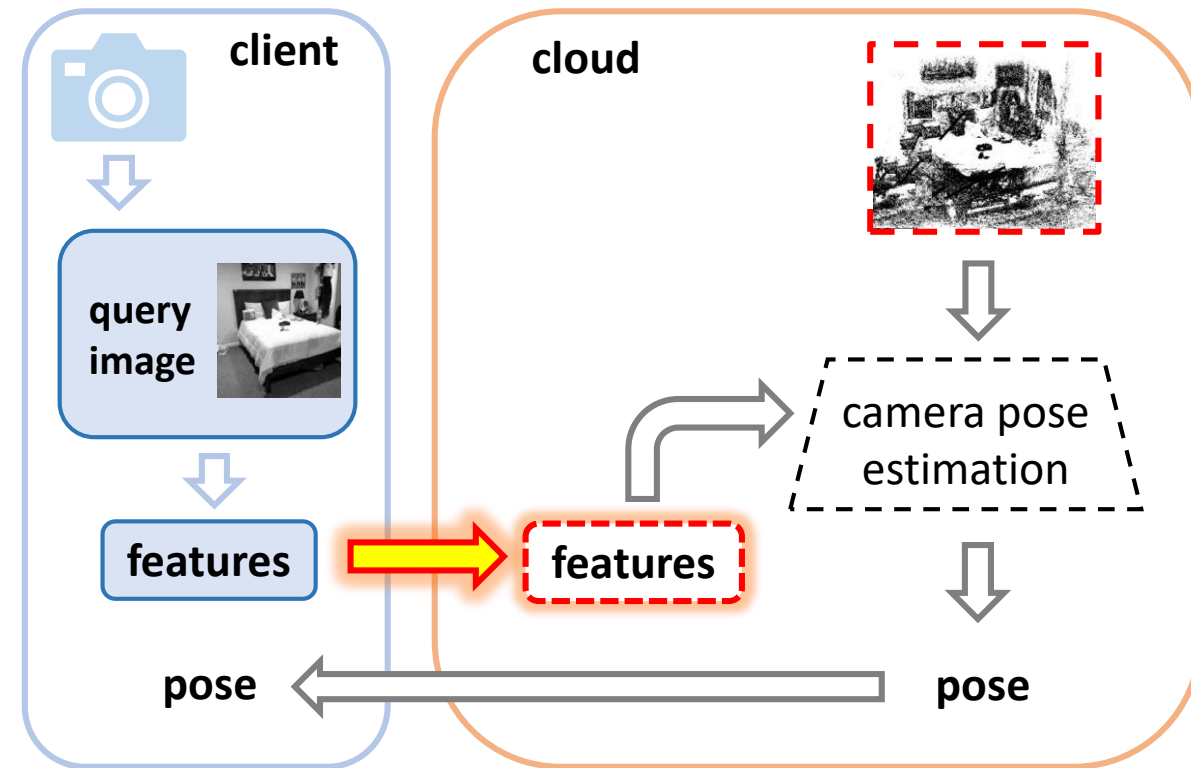 client
cloud
query
image
camera pose
estimation
features
features
pose
pose